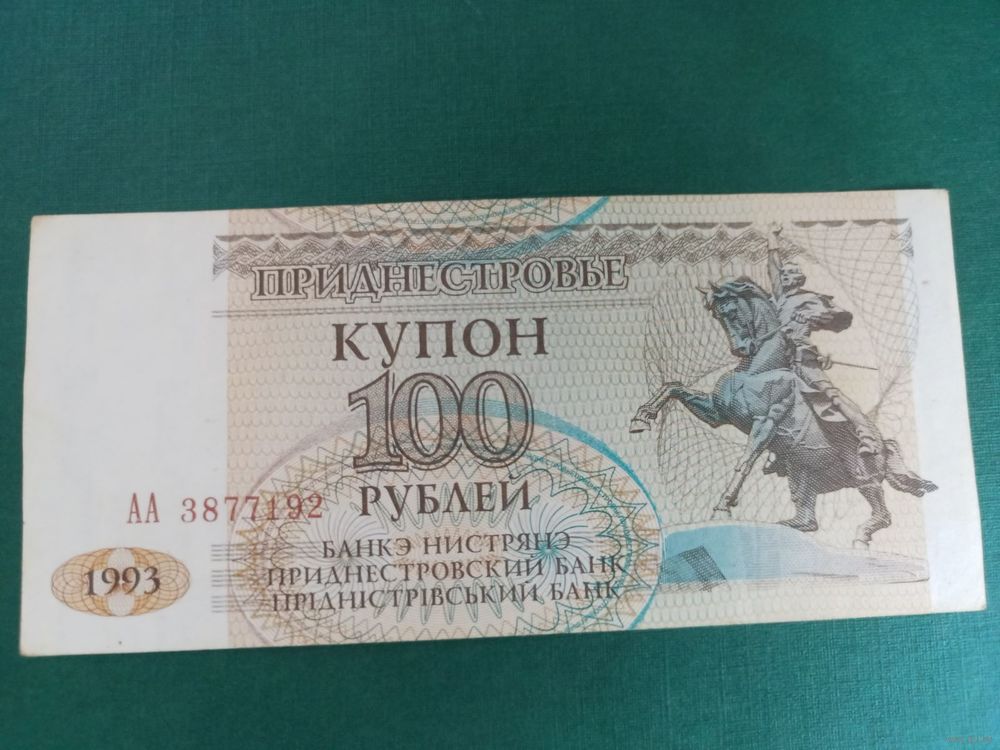 ПРИДНЕСТРОВЬЕ
КУПОН
100
РУБЛЕЙ
АА 3877192
1993
БАНКЭ НИСТРЯНЭ
ПРИДНЕСТРОВСКИЙ БАНК
ПРІДНІСТРІВСЬКИЙ БАНК